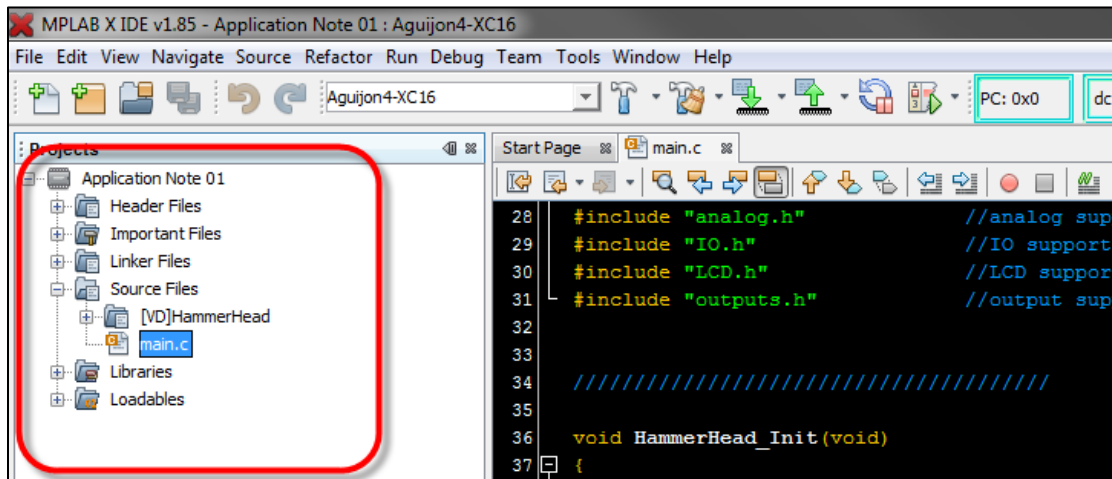 MPLAB X IDE v1.85 - Application Note 01 : Aguijon4-XC16
File Edit View Navigate Source Refactor Run Debug Team Tools Window Help
Aguijon4-XC16
PC: 0x0
dc
Projects
Application Note 01
Header Files
Important Files
Linker Files
Source Files
[VD]HammerHead
main.c
Libraries
Loadables
Start Page
main.c
28 #include "analog.h" //analog sup
29 #include "IO.h" //IO support
30 #include "LCD.h" //LCD suppor
31 #include "outputs.h" //output sup
32
33
34 ///////////////////////////////////////
35
36 void HammerHead_Init(void)
37 {